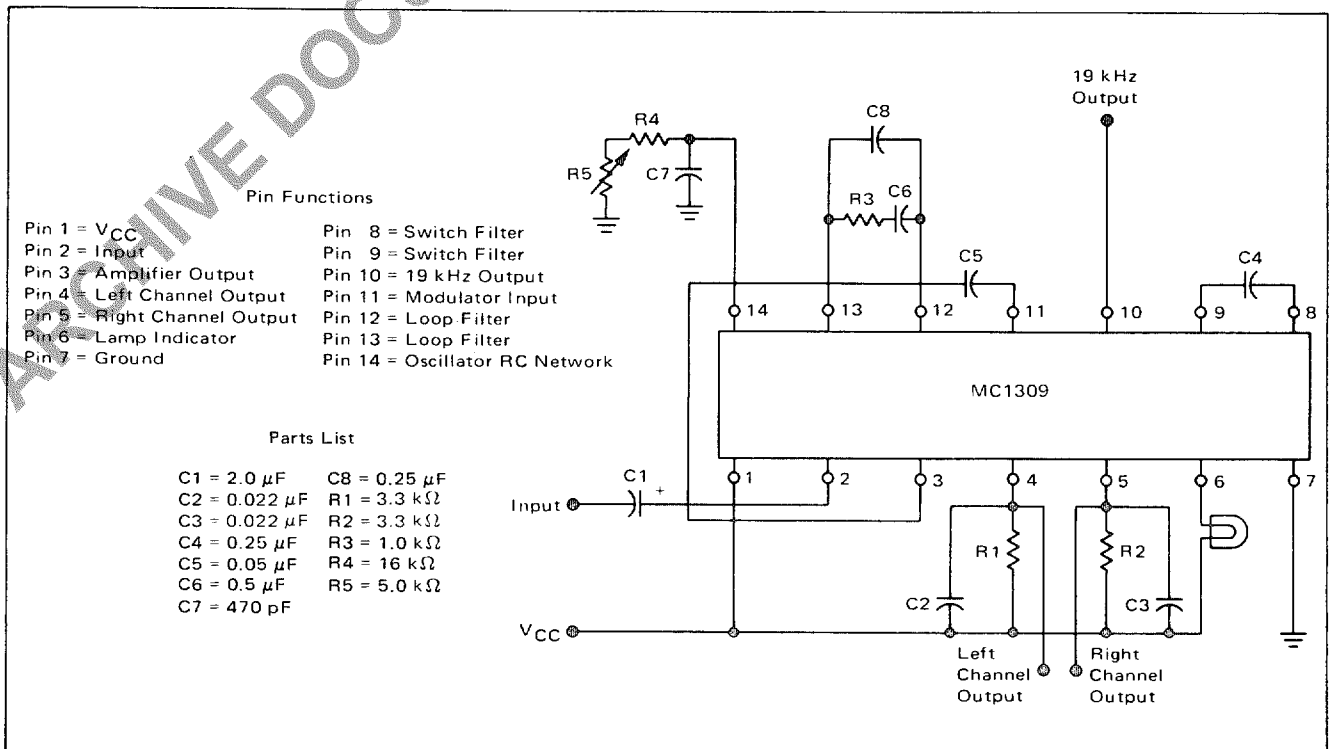 ARCHIVE DOCU
19 kHz
Output
C8
R4
R5
C7
R3
C6
C5
C4
Pin Functions
Pin 1 = VCC
Pin 2 = Input
Pin 3 = Amplifier Output
Pin 4 = Left Channel Output
Pin 5 = Right Channel Output
Pin 6 = Lamp Indicator
Pin 7 = Ground
Pin 8 = Switch Filter
Pin 9 = Switch Filter
Pin 10 = 19 kHz Output
Pin 11 = Modulator Input
Pin 12 = Loop Filter
Pin 13 = Loop Filter
Pin 14 = Oscillator RC Network
14 13 12 11 10 9 8
MC1309
1 2 3 4 5 6 7
Parts List
C1 = 2.0 μF
C2 = 0.022 μF
C3 = 0.022 μF
C4 = 0.25 μF
C5 = 0.05 μF
C6 = 0.5 μF
C7 = 470 pF
C8 = 0.25 μF
R1 = 3.3 kΩ
R2 = 3.3 kΩ
R3 = 1.0 kΩ
R4 = 16 kΩ
R5 = 5.0 kΩ
C1
+
Input
R1
R2
C2
C3
VCC
Left
Channel
Output
Right
Channel
Output